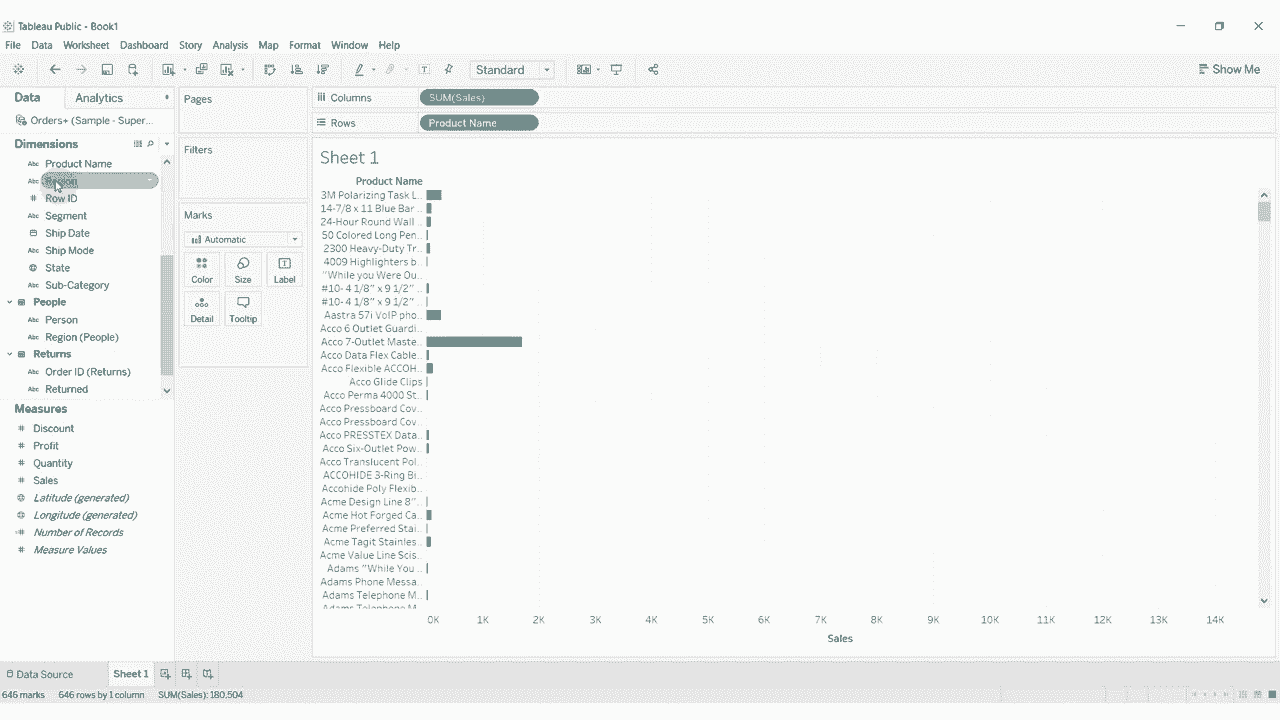 Tableau Public - Book1
File Data Worksheet Dashboard Story Analysis Map Format Window Help
Standard
Show Me
Data Analytics
Pages
Columns SUM(Sales)
Orders+ (Sample - Super...
Rows Product Name
Dimensions
Filters
Sheet 1
Abc Product Name
Abc
# Row ID
Abc Segment
Ship Date
Abc Ship Mode
State
Abc Sub-Category
People
Abc Person
Abc Region (People)
Returns
Abc Order ID (Returns)
Abc Returned
Measures
# Discount
# Profit
# Quantity
# Sales
Latitude (generated)
Longitude (generated)
Number of Records
# Measure Values
Marks
Automatic
Color Size Label
Detail Tooltip
Product Name
3M Polarizing Task L..
14-7/8 x 11 Blue Bar ..
24-Hour Round Wall ..
50 Colored Long Pen..
2300 Heavy-Duty Tr..
4009 Highlighters b..
"While you Were Ou..
#10- 4 1/8" x 9 1/2" ..
#10- 4 1/8" x 9 1/2" ..
Aastra 57i VoIP pho..
Acco 6 Outlet Guardi..
Acco 7-Outlet Maste..
Acco Data Flex Cable..
Acco Flexible ACCOH..
Acco Glide Clips
Acco Perma 4000 St..
Acco Pressboard Cov..
Acco Pressboard Cov..
Acco PRESSTEX Data..
Acco Six-Outlet Pow..
Acco Translucent Pol..
ACCOHIDE 3-Ring Bi..
Accohide Poly Flexib..
Acme Design Line 8"..
Acme Hot Forged Ca..
Acme Preferred Stai..
Acme Tagit Stainles..
Acme Value Line Scis..
Adams "While You ..
Adams Phone Messa..
Adams Telephone M..
Adams Telephone M..
0K 1K 2K 3K 4K 5K 6K 7K 8K 9K 10K 11K 12K 13K 14K
Sales
Data Source Sheet 1
646 marks 646 rows by 1 column SUM(Sales): 180,504